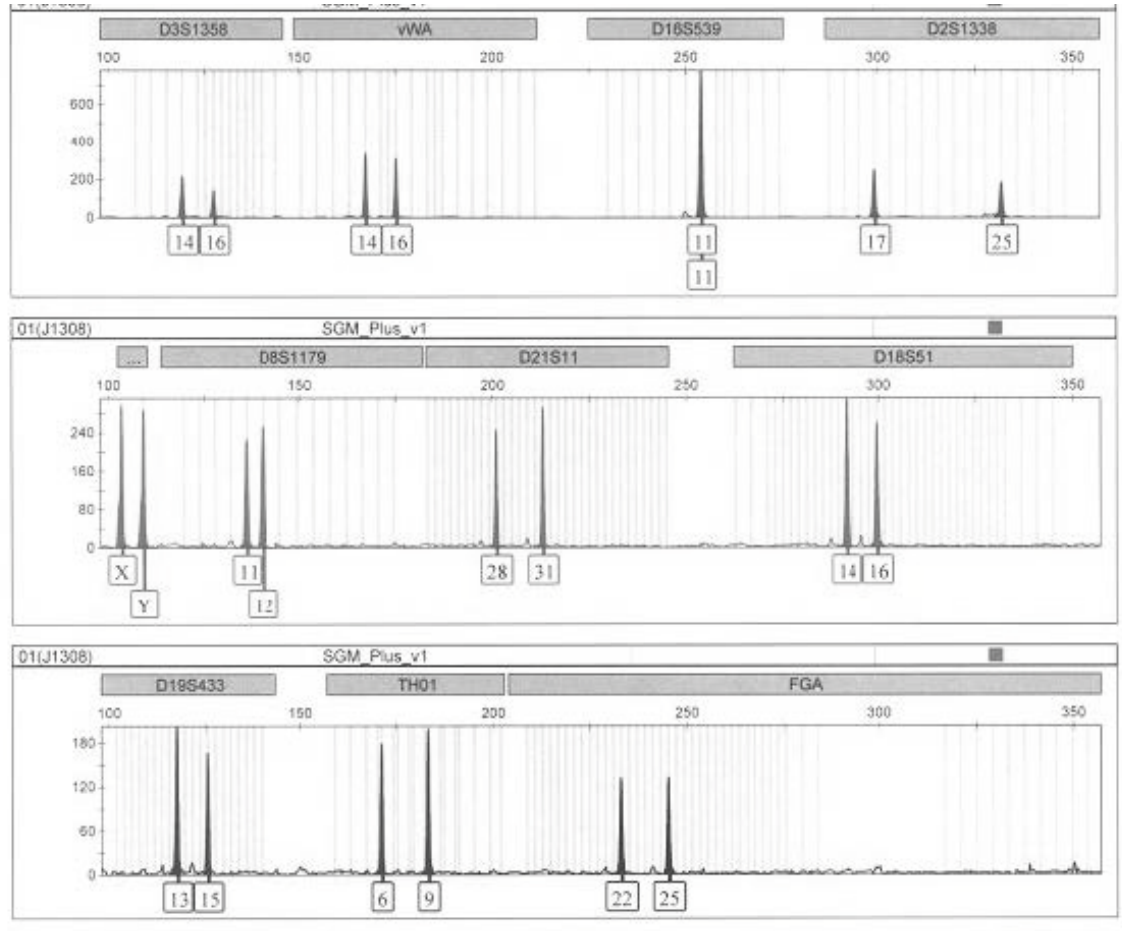 D3S1358 vWA D16S539 D2S1338
100 150 200 250 300 350
600
400
200
0
14 16 14 16 11 17 25
11
01(J1308) SGM_Plus_v1
... D8S1179 D21S11 D18S51
100 150 200 250 300 350
240
160
80
0
X 11 28 31 14 16
Y 12
01(J1308) SGM_Plus_v1
D19S433 TH01 FGA
100 150 200 250 300 350
180
120
60
0
13 15 6 9 22 25